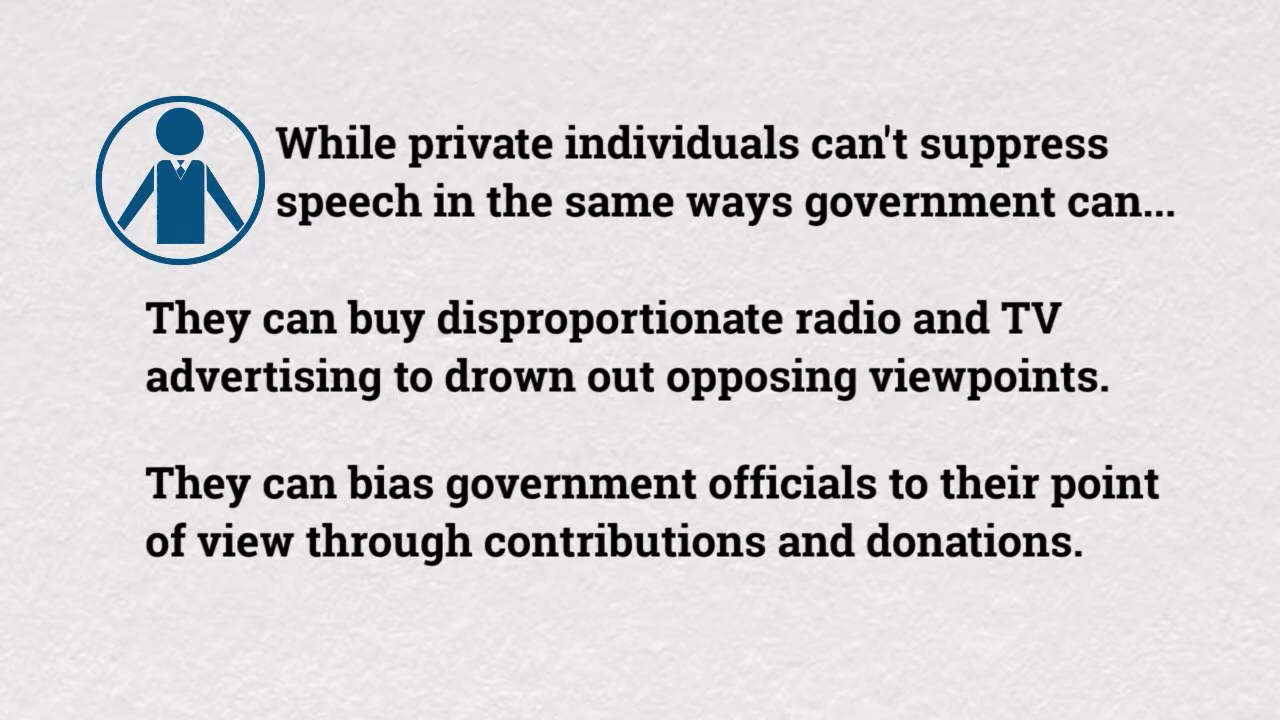 While private individuals can't suppress
speech in the same ways government can...
They can buy disproportionate radio and TV
advertising to drown out opposing viewpoints.
They can bias government officials to their point
of view through contributions and donations.